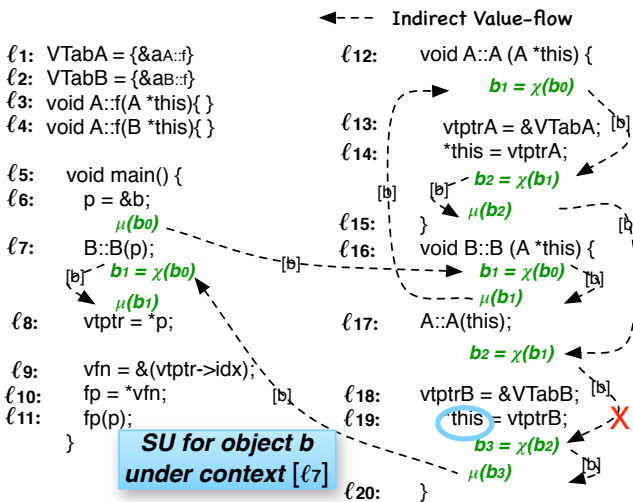 Indirect Value-flow
ℓ1: VTabA = {&aA::f}
ℓ2: VTabB = {&aB::f}
ℓ3: void A::f(A *this){ }
ℓ4: void A::f(B *this){ }
ℓ5: void main() {
ℓ6: p = &b;
μ(b0)
ℓ7: B::B(p);
[b] b1 = χ(b0)
μ(b1)
ℓ8: vtptr = *p;
ℓ9: vfn = &(vtptr->idx);
ℓ10: fp = *vfn;
ℓ11: fp(p);
}
SU for object b
under context [ℓ7]
[b]
[b]
ℓ12: void A::A (A *this) {
b1 = χ(b0)
[b]
ℓ13: vtptrA = &VTabA;
ℓ14: *this = vtptrA;
b2 = χ(b1)
[b] [b]
μ(b2)
[b]
ℓ15: }
ℓ16: void B::B (A *this) {
b1 = χ(b0)
[b]
μ(b1)
ℓ17: A::A(this);
b2 = χ(b1)
[b]
ℓ18: vtptrB = &VTabB;
ℓ19: this = vtptrB; X
b3 = χ(b2)
[b]
μ(b3)
ℓ20: }